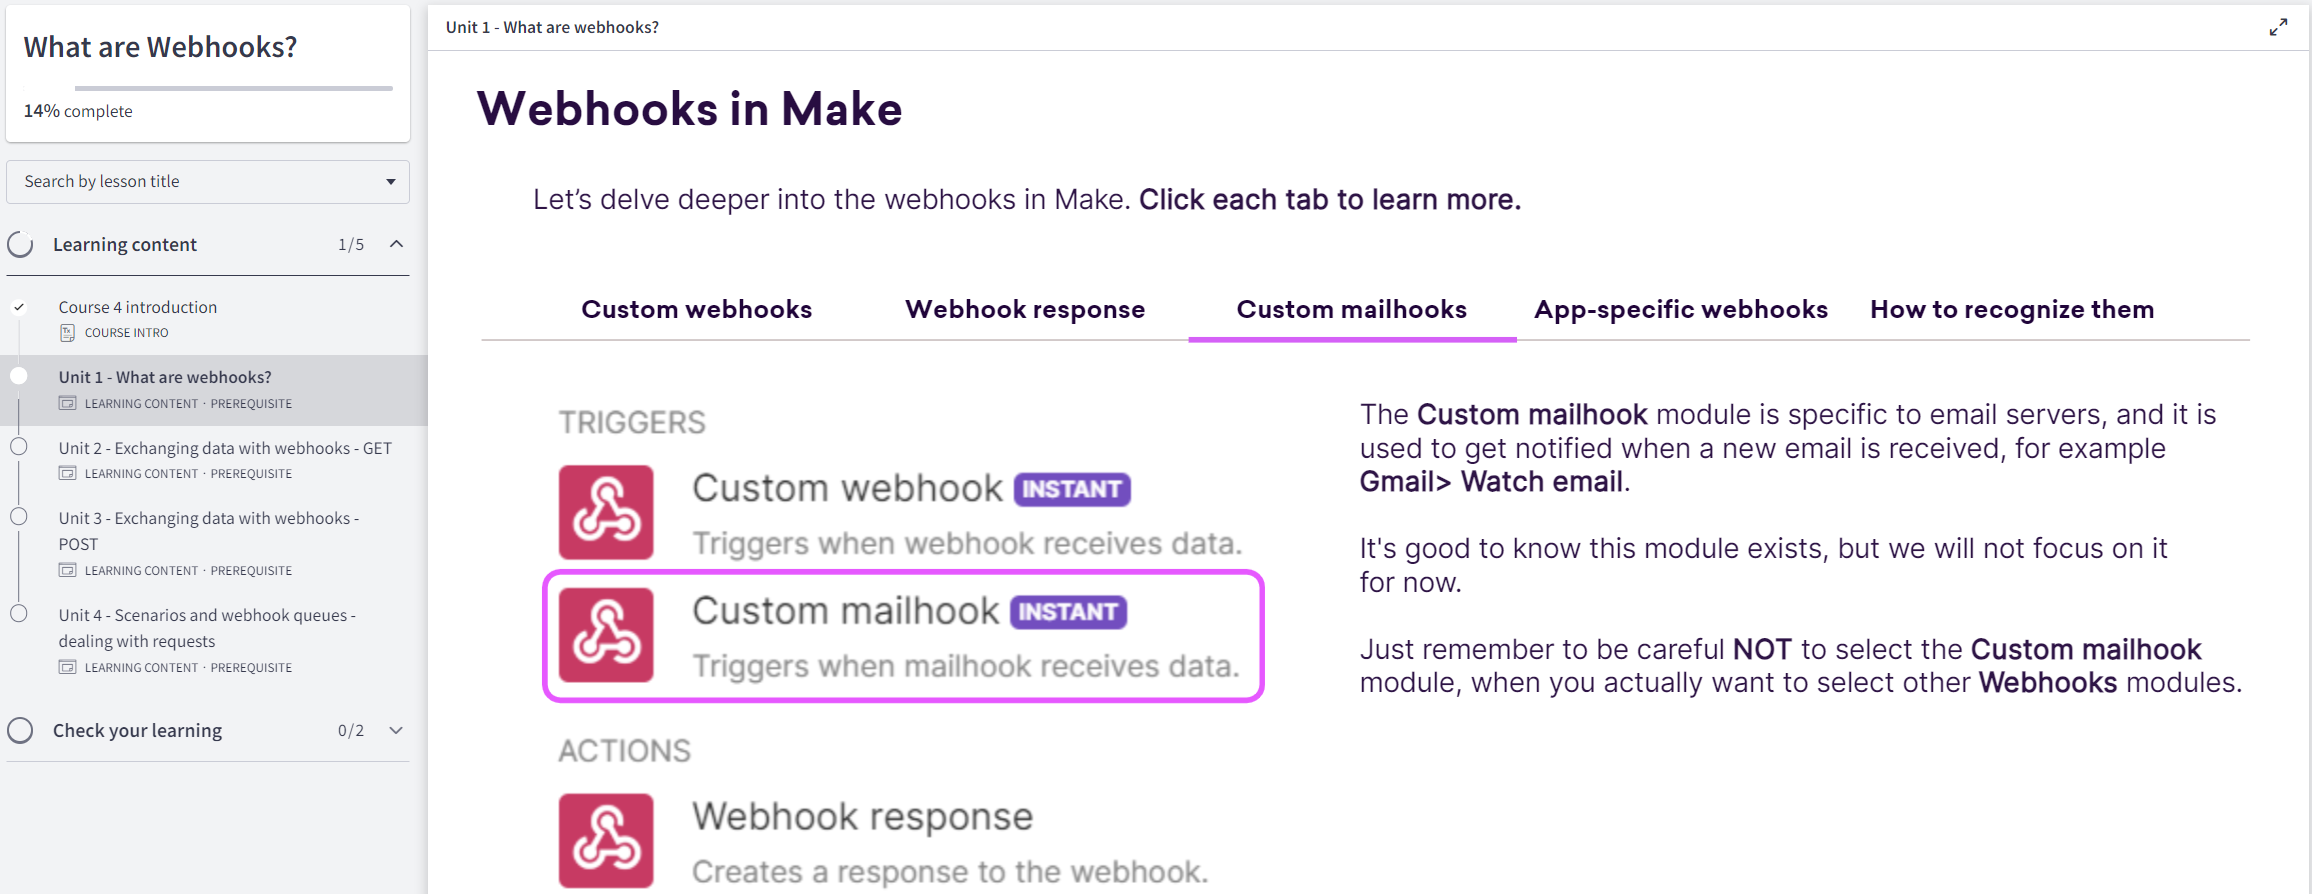 What are Webhooks?
14% complete
Search by lesson title
Learning content 1/5
Course 4 introduction
COURSE INTRO
Unit 1 - What are webhooks?
LEARNING CONTENT · PREREQUISITE
Unit 2 - Exchanging data with webhooks - GET
LEARNING CONTENT · PREREQUISITE
Unit 3 - Exchanging data with webhooks -
POST
LEARNING CONTENT · PREREQUISITE
Unit 4 - Scenarios and webhook queues -
dealing with requests
LEARNING CONTENT · PREREQUISITE
Check your learning 0/2
Unit 1 - What are webhooks?
Webhooks in Make
Let’s delve deeper into the webhooks in Make. Click each tab to learn more.
Custom webhooks Webhook response Custom mailhooks App-specific webhooks How to recognize them
TRIGGERS
Custom webhook INSTANT
Triggers when webhook receives data.
Custom mailhook INSTANT
Triggers when mailhook receives data.
ACTIONS
Webhook response
Creates a response to the webhook.
The Custom mailhook module is specific to email servers, and it is
used to get notified when a new email is received, for example
Gmail> Watch email.
It's good to know this module exists, but we will not focus on it
for now.
Just remember to be careful NOT to select the Custom mailhook
module, when you actually want to select other Webhooks modules.